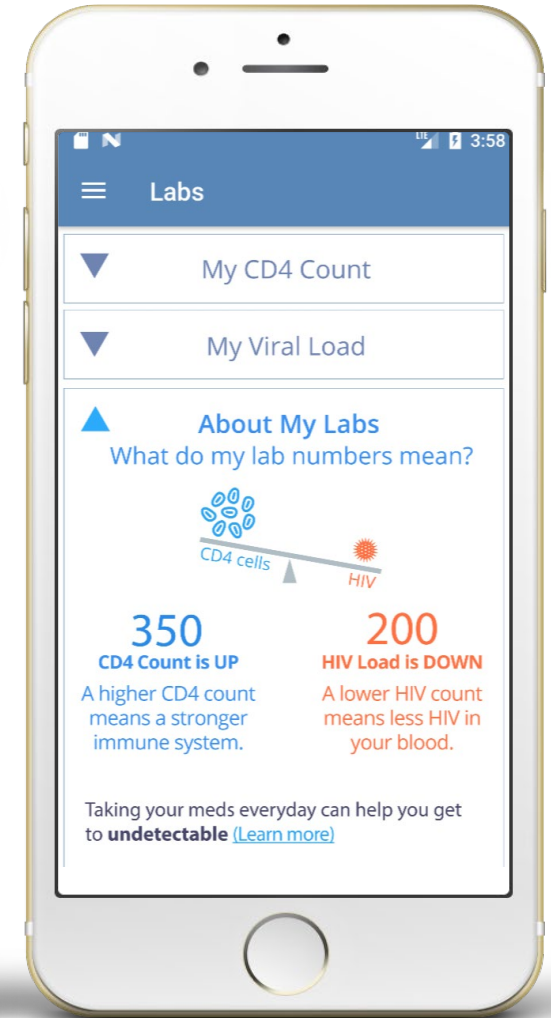 LTE 3:58
Labs
My CD4 Count
My Viral Load
About My Labs
What do my lab numbers mean?
CD4 cells
HIV
350
CD4 Count is UP
A higher CD4 count
means a stronger
immune system.
200
HIV Load is DOWN
A lower HIV count
means less HIV in
your blood.
Taking your meds everyday can help you get
to undetectable (Learn more)